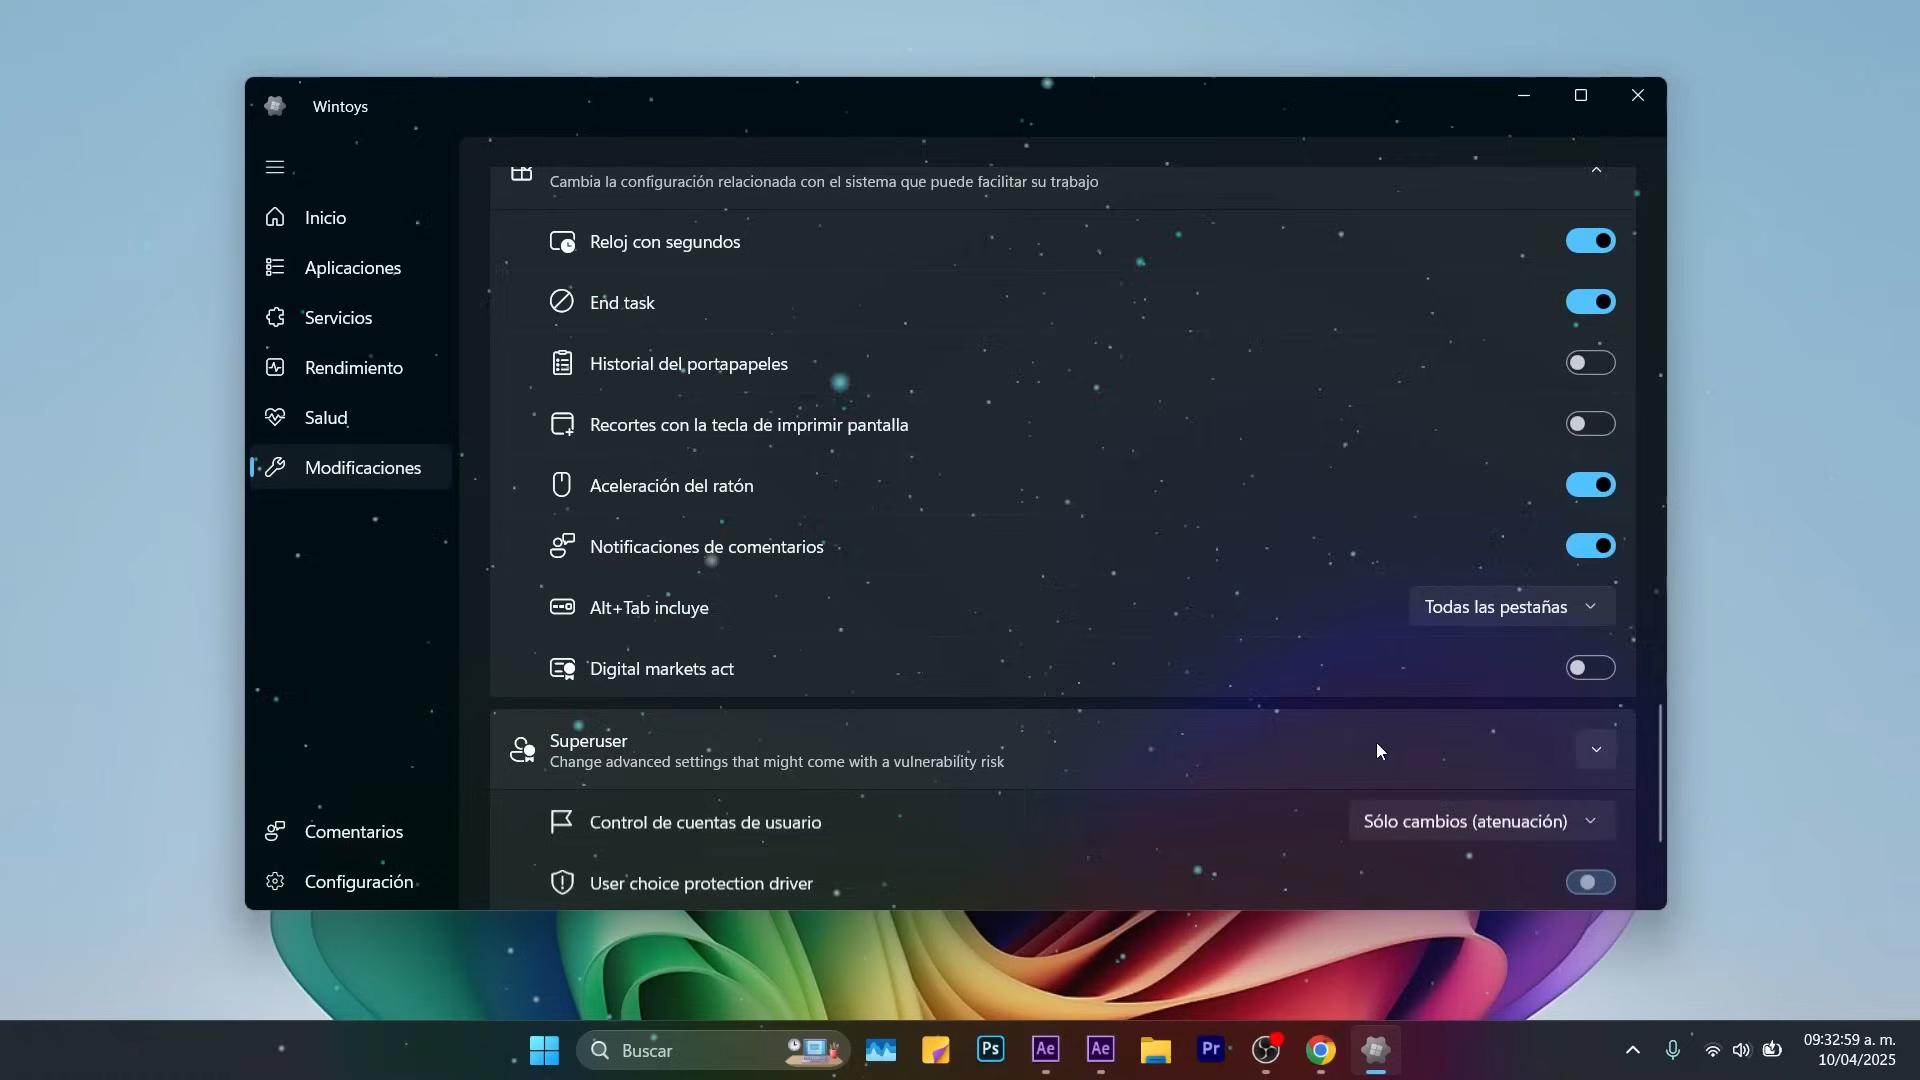 Wintoys
Inicio
Aplicaciones
Servicios
Rendimiento
Salud
Modificaciones
Comentarios
Configuración
Cambia la configuración relacionada con el sistema que puede facilitar su trabajo
Reloj con segundos
End task
Historial del portapapeles
Recortes con la tecla de imprimir pantalla
Aceleración del ratón
Notificaciones de comentarios
Alt+Tab incluye
Todas las pestañas
Digital markets act
Superuser
Change advanced settings that might come with a vulnerability risk
Control de cuentas de usuario
Sólo cambios (atenuación)
User choice protection driver
Buscar
Ps
Ae
Ae
Pr
09:32:59 a. m.
10/04/2025